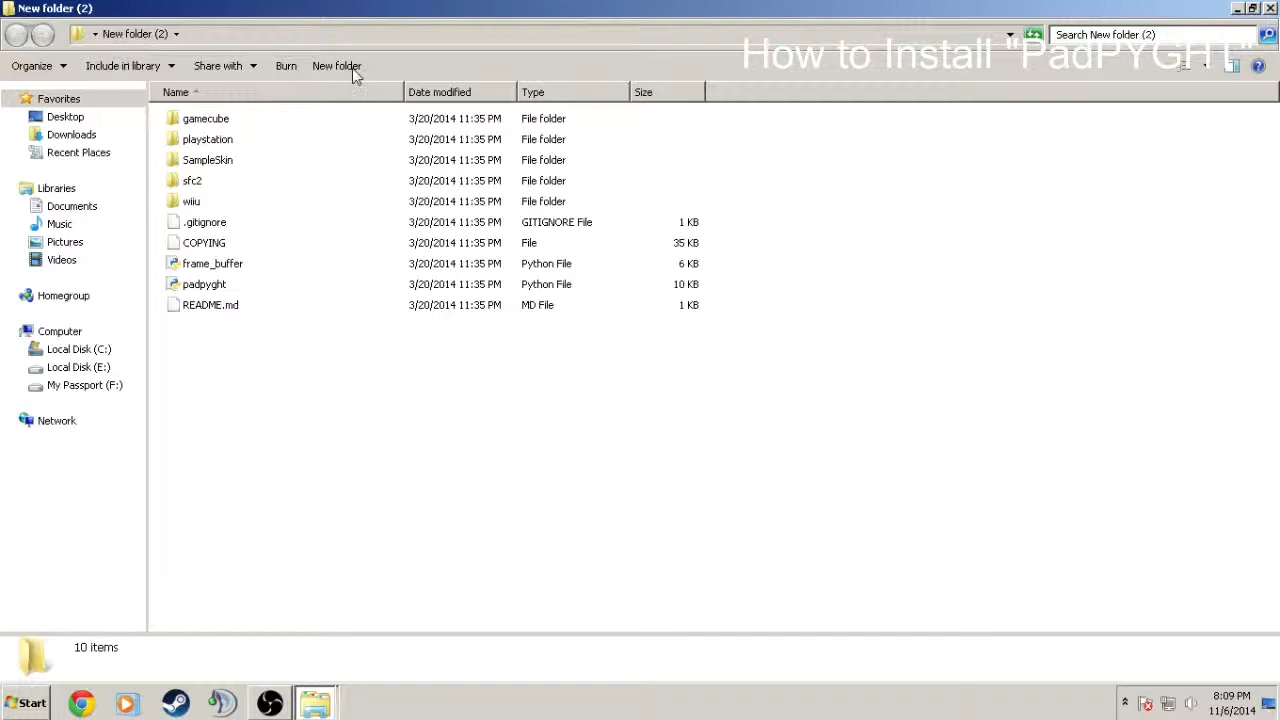 New folder (2)
New folder (2)
Search New folder (2)
How to Install "PadPYGHT"
Organize
Include in library
Share with
Burn
New folder
Name
Date modified
Type
Size
Favorites
Desktop
Downloads
Recent Places
Libraries
Documents
Music
Pictures
Videos
Homegroup
Computer
Local Disk (C:)
Local Disk (E:)
My Passport (F:)
Network
gamecube 3/20/2014 11:35 PM File folder
playstation 3/20/2014 11:35 PM File folder
SampleSkin 3/20/2014 11:35 PM File folder
sfc2 3/20/2014 11:35 PM File folder
wiiu 3/20/2014 11:35 PM File folder
.gitignore 3/20/2014 11:35 PM GITIGNORE File 1 KB
COPYING 3/20/2014 11:35 PM File 35 KB
frame_buffer 3/20/2014 11:35 PM Python File 6 KB
padpyght 3/20/2014 11:35 PM Python File 10 KB
README.md 3/20/2014 11:35 PM MD File 1 KB
10 items
Start
8:09 PM
11/6/2014